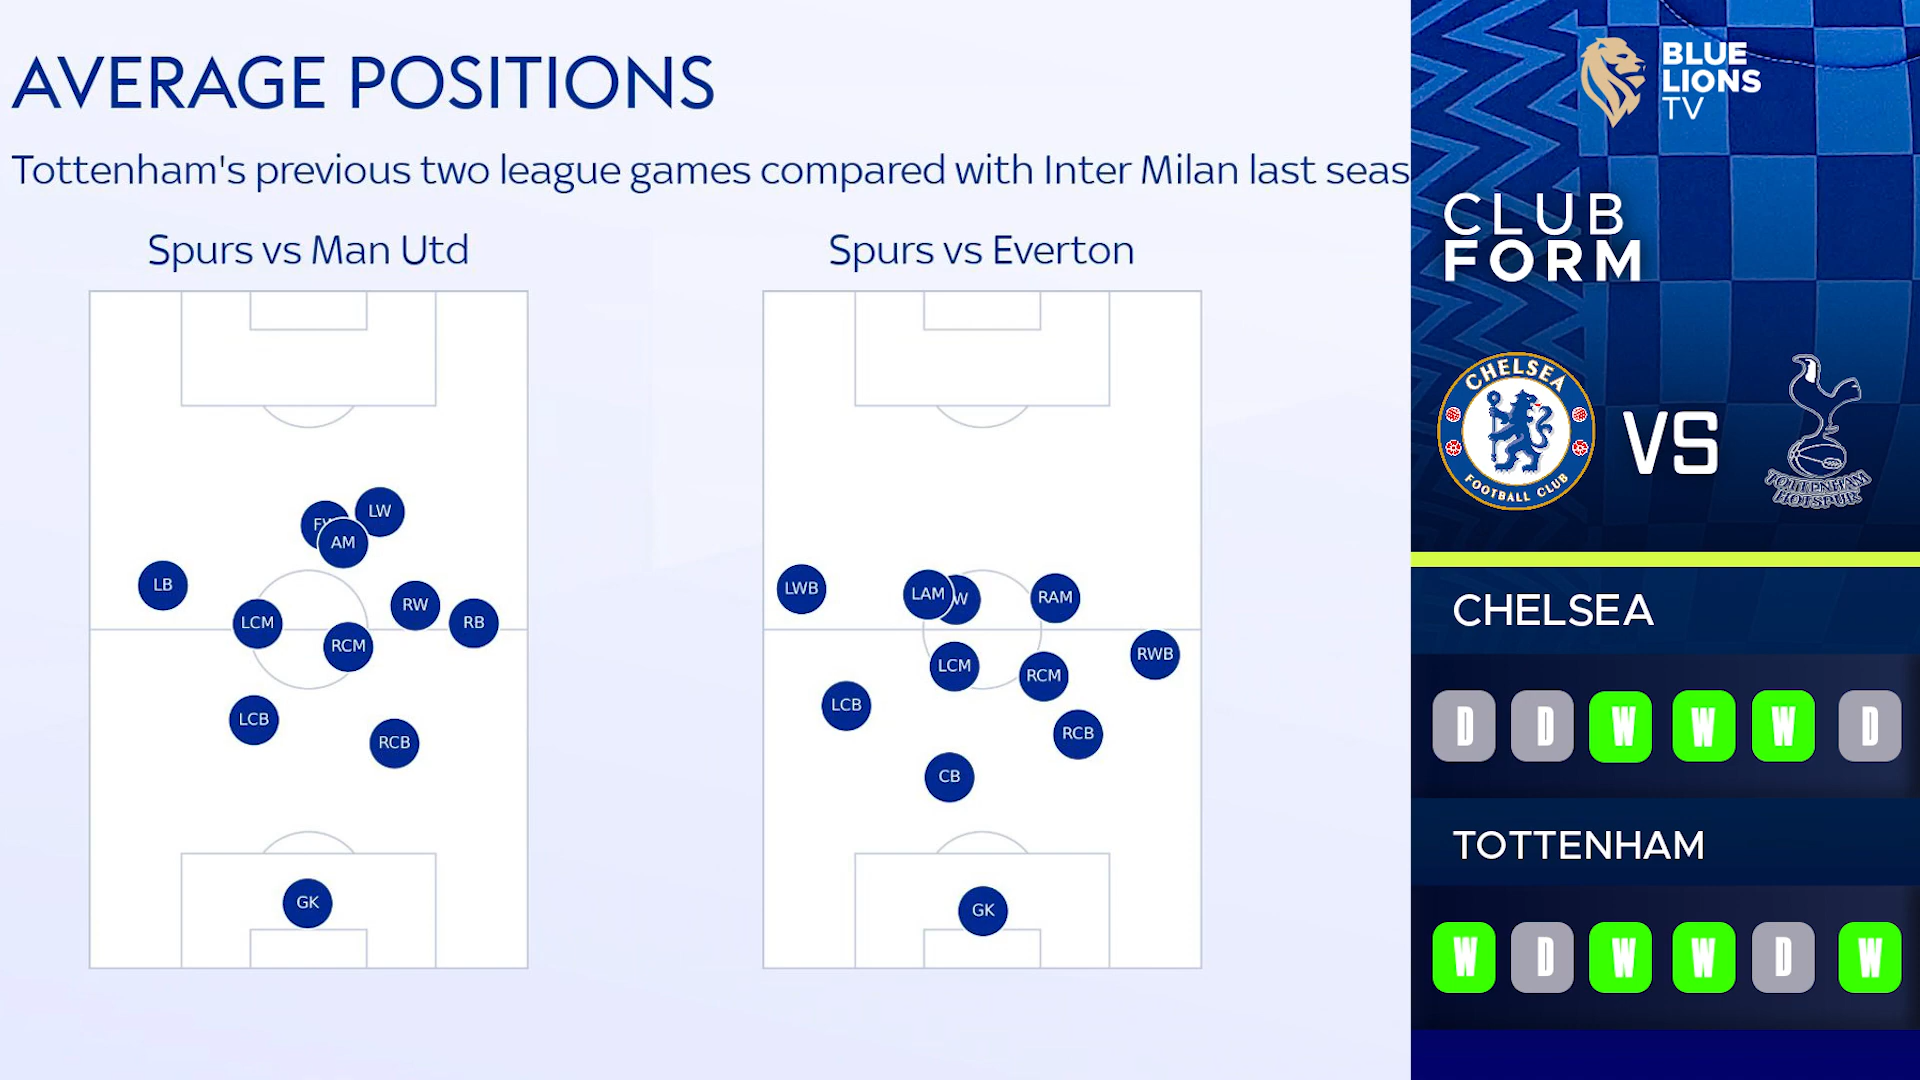 AVERAGE POSITIONS
Tottenham's previous two league games compared with Inter Milan last seas
Spurs vs Man Utd
LW
AM
LB
RW
LCM
RB
RCM
LCB
RCB
GK
Spurs vs Everton
LWB
LAM
W
RAM
RWB
LCM
RCM
LCB
RCB
CB
GK
BLUE
LIONS
TV
CLUB
FORM
CHELSEA
FOOTBALL CLUB
VS
TOTTENHAM
HOTSPUR
CHELSEA
D D W W W D
TOTTENHAM
W D W W D W